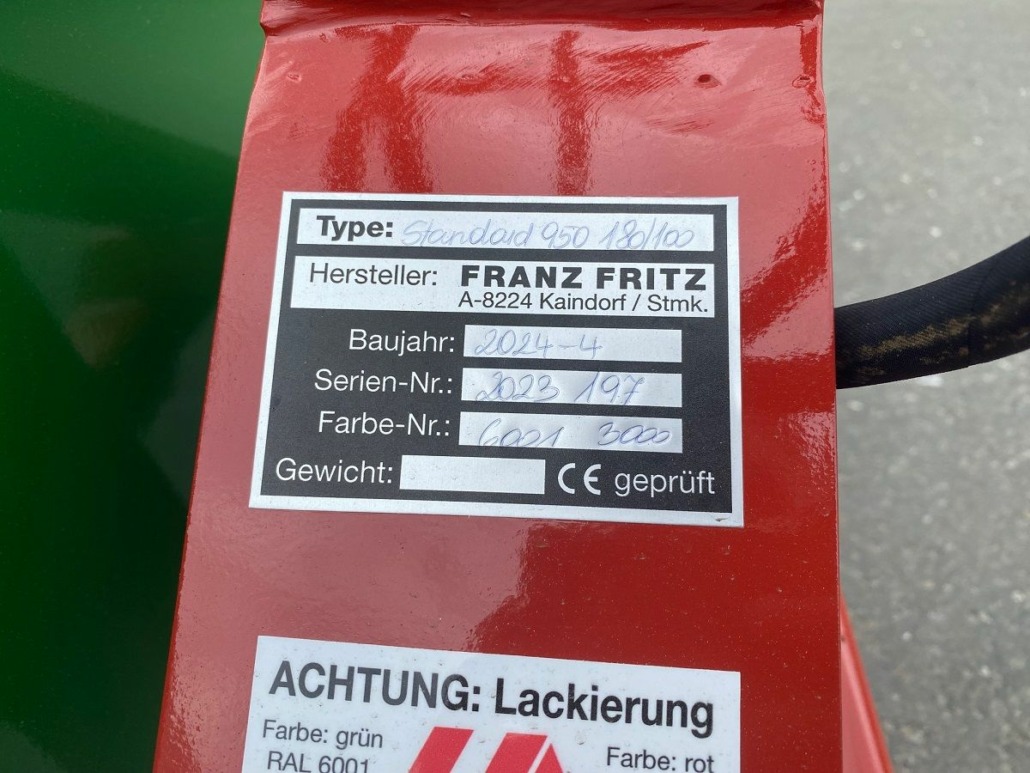 Type: Standard 950 180/100
Hersteller: FRANZ FRITZ
A-8224 Kaindorf / Stmk.
Baujahr: 2024-4
Serien-Nr.: 2023 197
Farbe-Nr.: 6001 3000
Gewicht: CE geprüft
ACHTUNG: Lackierung
Farbe: grün Farbe: rot
RAL 6001